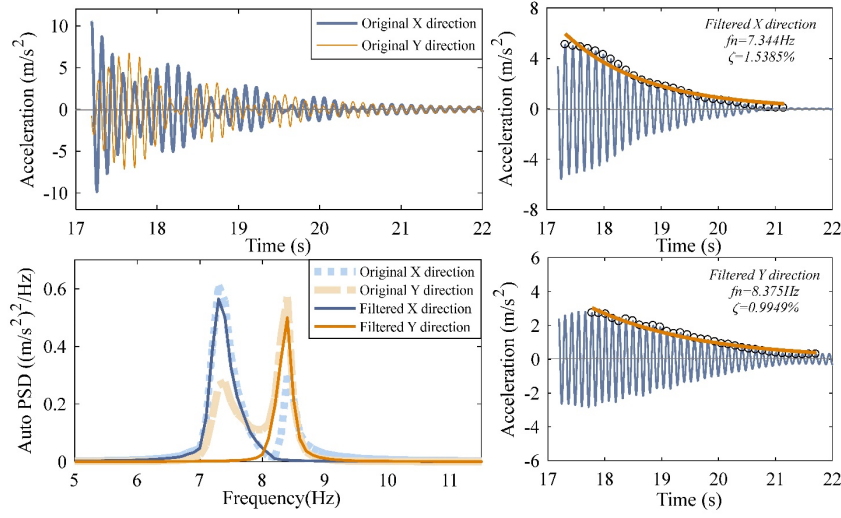 Original X direction
Original Y direction
Acceleration (m/s²)
10
5
0
-5
-10
17 18 19 20 21 22
Time (s)
Filtered X direction
fn=7.344Hz
ζ=1.5385%
Acceleration (m/s²)
8
4
0
-4
-8
17 18 19 20 21 22
Time (s)
Original X direction
Original Y direction
Filtered X direction
Filtered Y direction
Auto PSD ((m/s²)²/Hz)
0.6
0.4
0.2
0
5 6 7 8 9 10 11
Frequency(Hz)
Filtered Y direction
fn=8.375Hz
ζ=0.9949%
Acceleration (m/s²)
6
4
2
0
-2
-4
-6
17 18 19 20 21 22
Time (s)